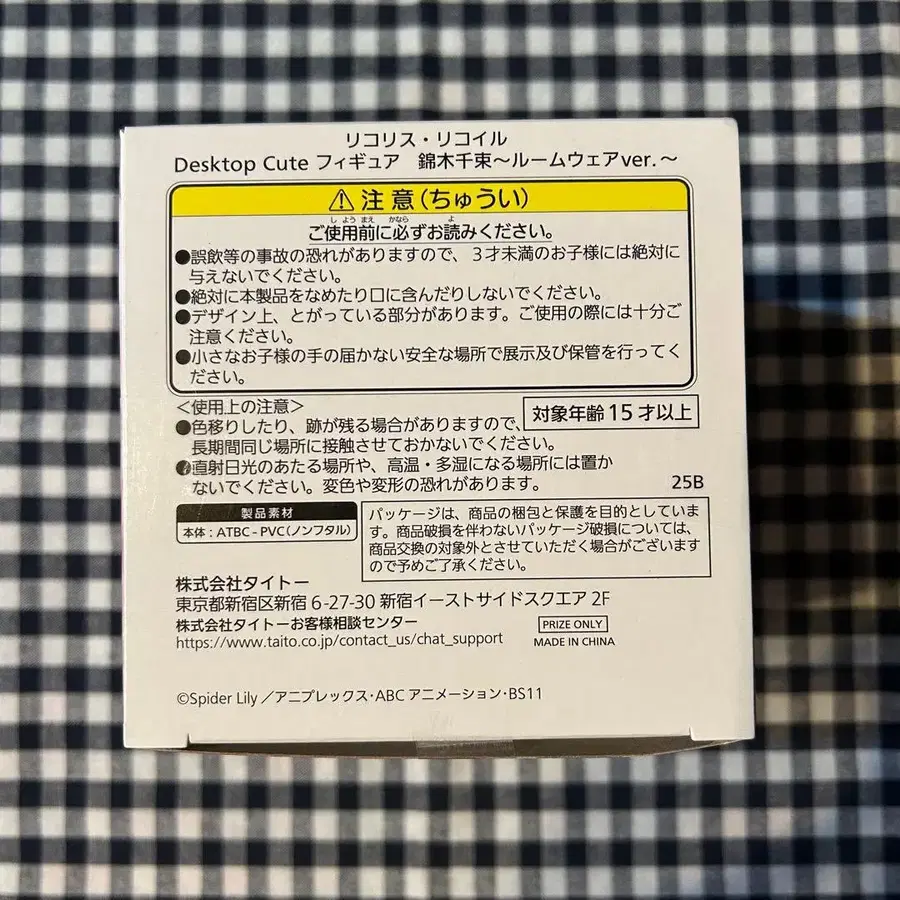 リコリス・リコイル
Desktop Cute フィギュア　錦木千束～ルームウェアver.～
⚠ 注意(ちゅうい)
しようまえ かなら よ
ご使用前に必ずお読みください。
●誤飲等の事故の恐れがありますので、３才未満のお子様には絶対に
与えないでください。
●絶対に本製品をなめたり口に含んだりしないでください。
●デザイン上、とがっている部分があります。ご使用の際には十分ご
注意ください。
●小さなお子様の手の届かない安全な場所で展示及び保管を行ってく
ださい。
＜使用上の注意＞
対象年齢15才以上
●色移りしたり、跡が残る場合がありますので、
長期間同じ場所に接触させておかないでください。
●直射日光のあたる場所や、高温・多湿になる場所には置か
ないでください。変色や変形の恐れがあります。
25B
製品素材
本体：ATBC-PVC(ノンフタル)
パッケージは、商品の梱包と保護を目的としていま
す。商品破損を伴わないパッケージ破損については、
商品交換の対象外とさせていただく場合がございます
ので予めご了承ください。
株式会社タイトー
東京都新宿区新宿 6-27-30 新宿イーストサイドスクエア 2F
株式会社タイトーお客様相談センター
https://www.taito.co.jp/contact_us/chat_support
PRIZE ONLY
MADE IN CHINA
©Spider Lily／アニプレックス・ABC アニメーション・BS11